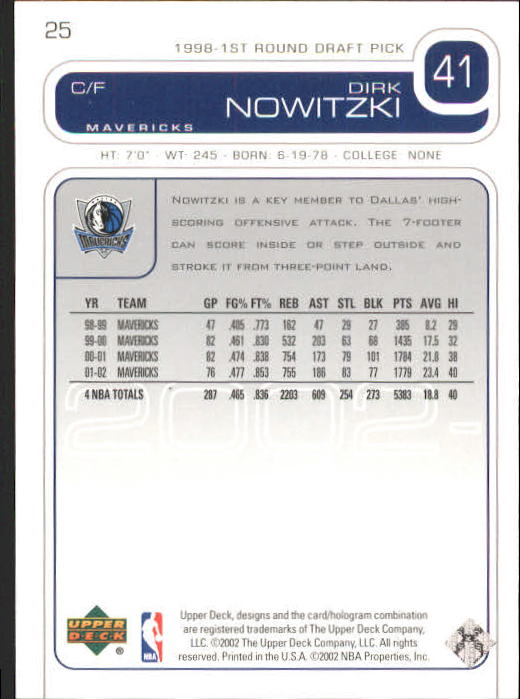 25
1998-1ST ROUND DRAFT PICK
41
C/F
DIRK
NOWITZKI
MAVERICKS
HT: 7'0" · WT: 245 · BORN: 6-19-78 · COLLEGE: NONE
MAVERICKS
NOWITZKI IS A KEY MEMBER TO DALLAS' HIGH-
SCORING OFFENSIVE ATTACK. THE 7-FOOTER
CAN SCORE INSIDE OR STEP OUTSIDE AND
STROKE IT FROM THREE-POINT LAND.
YR TEAM GP FG% FT% REB AST STL BLK PTS AVG HI
98-99 MAVERICKS 47 .405 .773 162 47 29 27 385 8.2 29
99-00 MAVERICKS 82 .461 .830 532 203 63 68 1435 17.5 32
00-01 MAVERICKS 82 .474 .838 754 173 79 101 1784 21.8 38
01-02 MAVERICKS 76 .477 .853 755 186 83 77 1779 23.4 40
4 NBA TOTALS 287 .465 .836 2203 609 254 273 5383 18.8 40
2002-
UPPER
DECK
®
NBA
Upper Deck, designs and the card/hologram combination
are registered trademarks of The Upper Deck Company,
LLC. ©2002 The Upper Deck Company, LLC. All rights
reserved. Printed in the U.S.A. ©2002 NBA Properties, Inc.